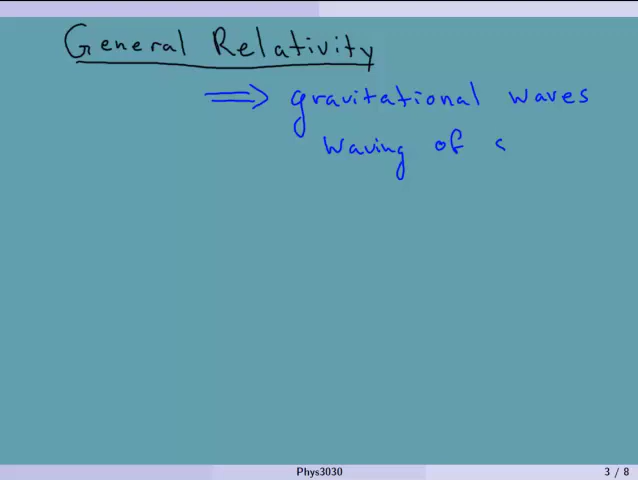 General Relativity
⟹ gravitational waves
waving of s
Phys3030
3 / 8